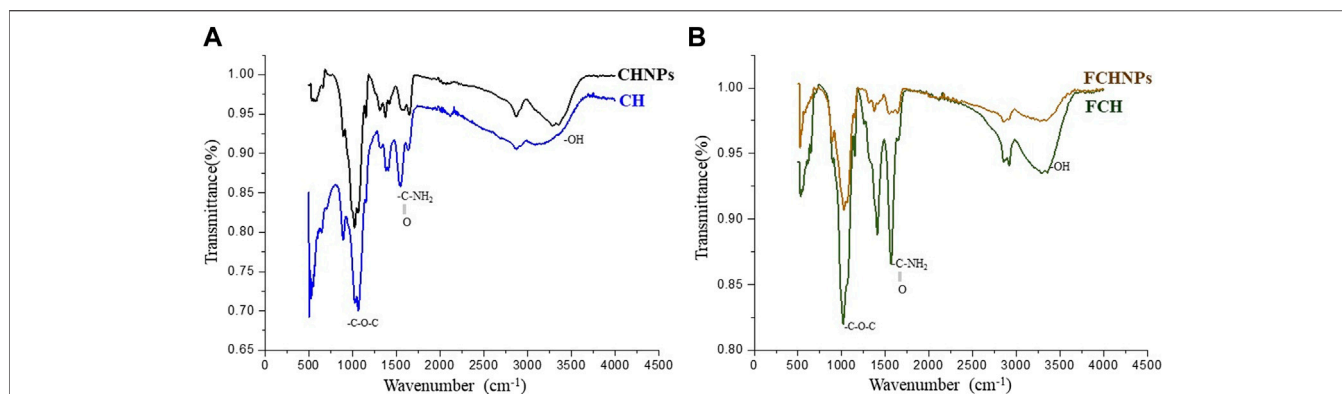 A
1.00
0.95
0.90
0.85
0.80
0.75
0.70
0.65
Transmittance(%)
CHNPs
CH
-OH
-C-NH₂
O
-C-O-C
0 500 1000 1500 2000 2500 3000 3500 4000 4500
Wavenumber (cm⁻¹)
B
1.00
0.95
0.90
0.85
0.80
Transmittance(%)
FCHNPs
FCH
-OH
-C-NH₂
O
-C-O-C
0 500 1000 1500 2000 2500 3000 3500 4000 4500
Wavenumber (cm⁻¹)